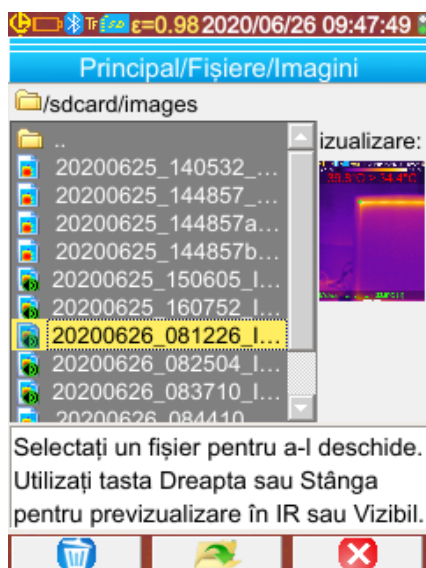 TF ε=0.98 2020/06/26 09:47:49
Principal/Fișiere/Imagini
/sdcard/images
..
izualizare:
20200625_140532_...
20200625_144857_...
20200625_144857a...
20200625_144857b...
20200625_150605_I...
20200625_160752_I...
20200626_081226_I...
20200626_082504_I...
20200626_083710_I...
20200626_084410
Selectați un fișier pentru a-l deschide.
Utilizați tasta Dreapta sau Stânga
pentru previzualizare în IR sau Vizibil.